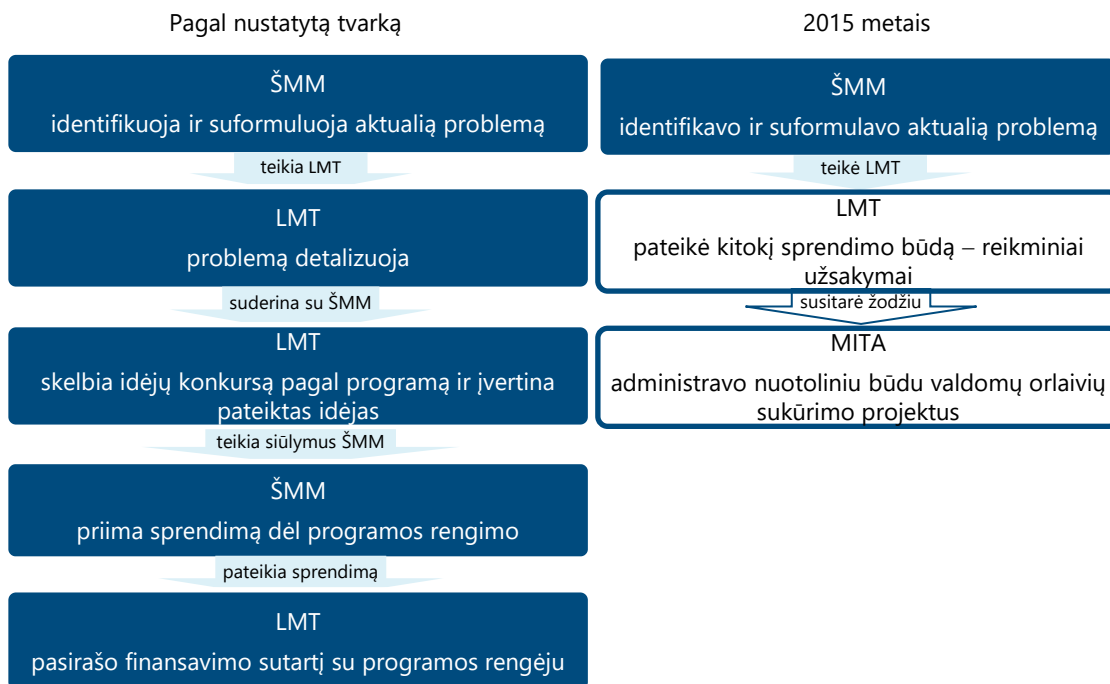 Pagal nustatytą tvarką
ŠMM
identifikuoja ir suformuluoja aktualią problemą
teikia LMT
LMT
problemą detalizuoja
suderina su ŠMM
LMT
skelbia idėjų konkursą pagal programą ir įvertina
pateiktas idėjas
teikia siūlymus ŠMM
ŠMM
priima sprendimą dėl programos rengimo
pateikia sprendimą
LMT
pasirašo finansavimo sutartį su programos rengėju
2015 metais
ŠMM
identifikavo ir suformulavo aktualią problemą
teikė LMT
LMT
pateikė kitokį sprendimo būdą – reikminiai
užsakymai
susitarė žodžiu
MITA
administravo nuotoliniu būdu valdomų orlaivių
sukūrimo projektus